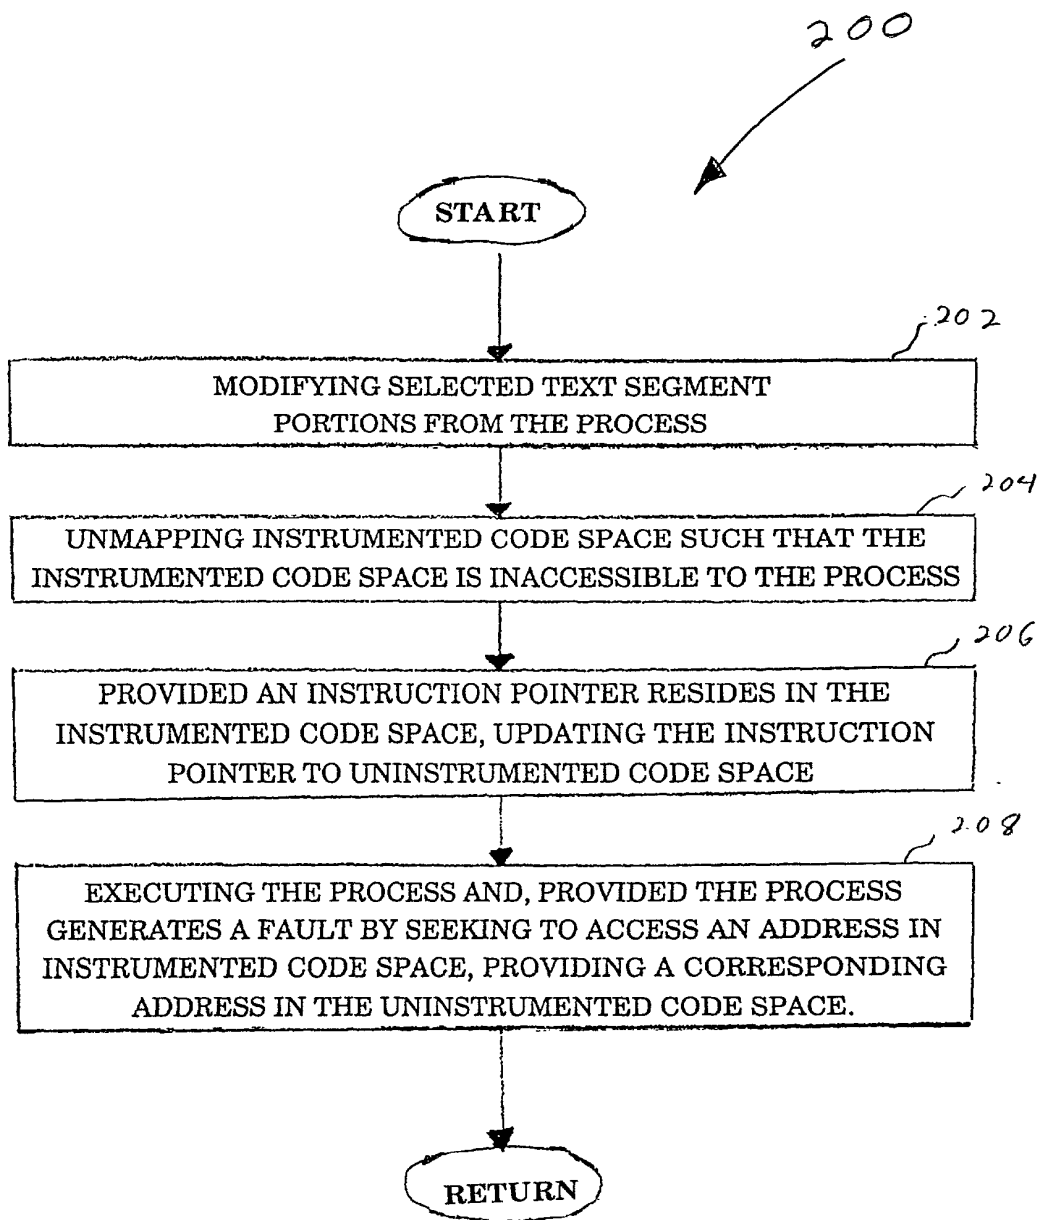 200
START
202
MODIFYING SELECTED TEXT SEGMENT
PORTIONS FROM THE PROCESS
204
UNMAPPING INSTRUMENTED CODE SPACE SUCH THAT THE
INSTRUMENTED CODE SPACE IS INACCESSIBLE TO THE PROCESS
206
PROVIDED AN INSTRUCTION POINTER RESIDES IN THE
INSTRUMENTED CODE SPACE, UPDATING THE INSTRUCTION
POINTER TO UNINSTRUMENTED CODE SPACE
208
EXECUTING THE PROCESS AND, PROVIDED THE PROCESS
GENERATES A FAULT BY SEEKING TO ACCESS AN ADDRESS IN
INSTRUMENTED CODE SPACE, PROVIDING A CORRESPONDING
ADDRESS IN THE UNINSTRUMENTED CODE SPACE.
RETURN